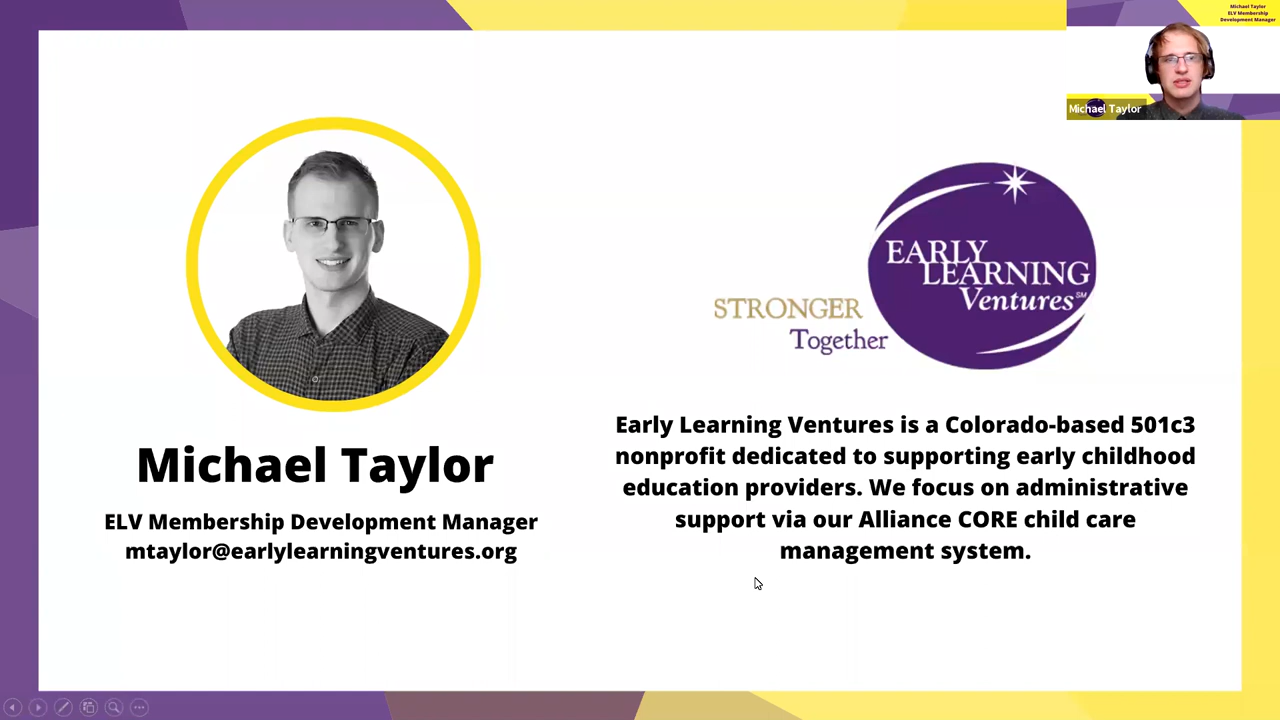 Michael Taylor
ELV Membership
Development Manager
Michael Taylor
EARLY
LEARNING
Ventures℠
STRONGER
Together
Michael Taylor
ELV Membership Development Manager
mtaylor@earlylearningventures.org
Early Learning Ventures is a Colorado-based 501c3
nonprofit dedicated to supporting early childhood
education providers. We focus on administrative
support via our Alliance CORE child care
management system.